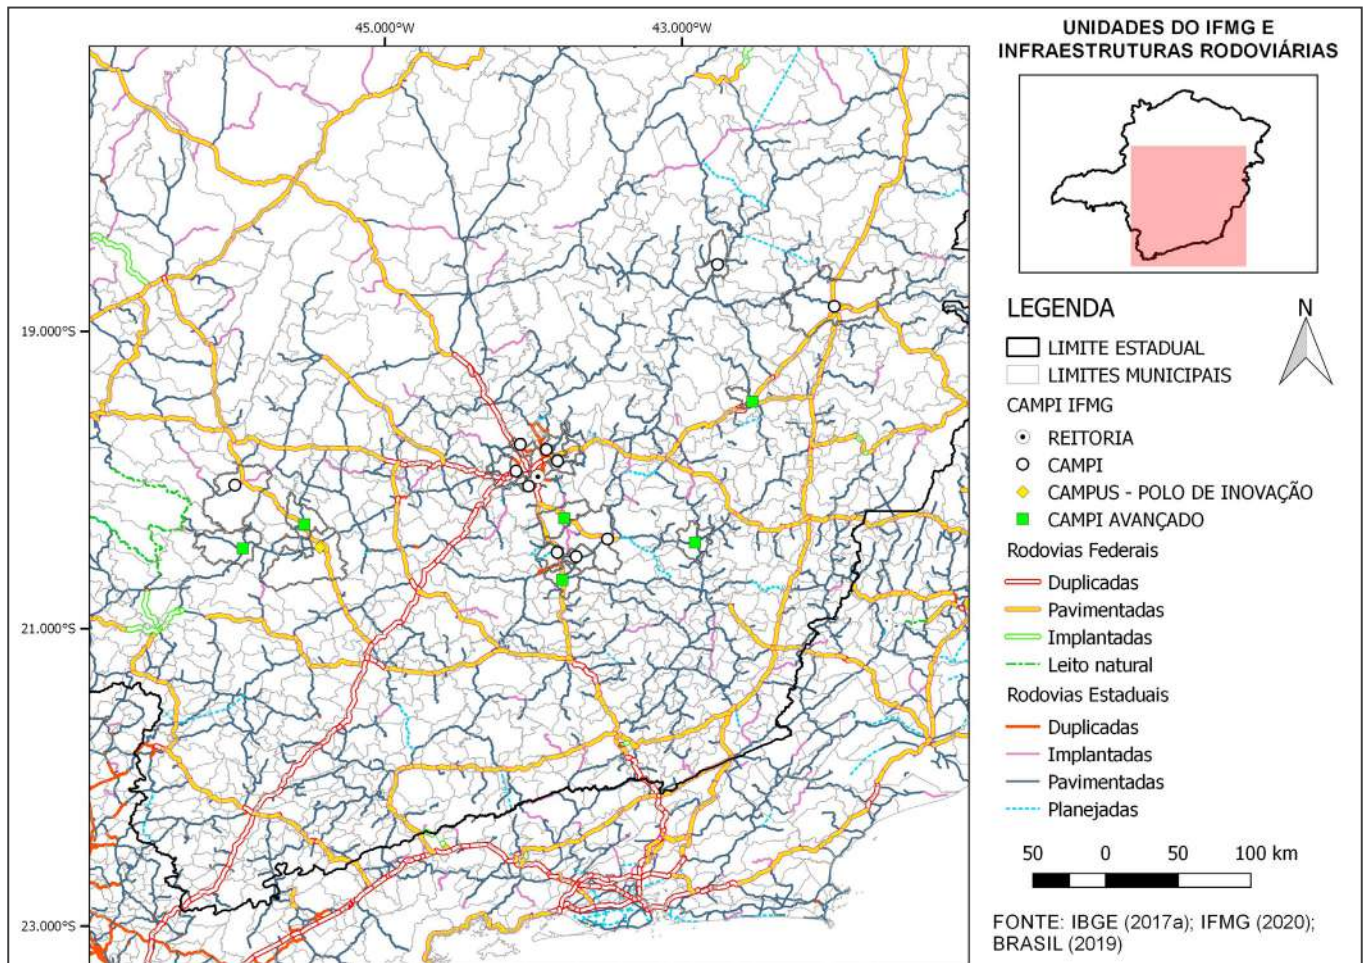 45.000°W
43.000°W
19.000°S
21.000°S
23.000°S
UNIDADES DO IFMG E
INFRAESTRUTURAS RODOVIÁRIAS
LEGENDA
N
LIMITE ESTADUAL
LIMITES MUNICIPAIS
CAMPI IFMG
REITORIA
CAMPI
CAMPUS - POLO DE INOVAÇÃO
CAMPI AVANÇADO
Rodovias Federais
Duplicadas
Pavimentadas
Implantadas
Leito natural
Rodovias Estaduais
Duplicadas
Implantadas
Pavimentadas
Planejadas
50 0 50 100 km
FONTE: IBGE (2017a); IFMG (2020);
BRASIL (2019)